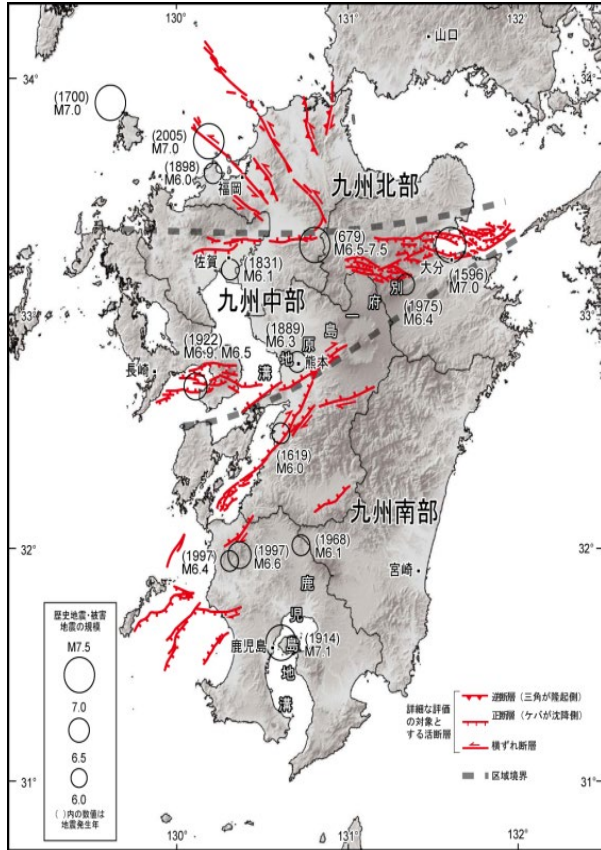 130°
131°
132°
山口
34°
34°
(1700)
M7.0
(2005)
M7.0
(1898)
M6.0
福岡
九州北部
(679)
M6.5-7.5
佐賀
(1831)
M6.1
大分
(1596)
M7.0
九州中部
別
府
一
島
原
地
溝
(1975)
M6.4
33°
33°
(1889)
M6.3
熊本
(1922)
M6.9、M6.5
長崎
(1619)
M6.0
九州南部
(1968)
M6.1
(1997)
M6.4
(1997)
M6.6
32°
32°
宮崎
鹿
児
島
地
溝
鹿児島
(1914)
M7.1
歴史地震・被害
地震の規模
M7.5
7.0
6.5
6.0
( )内の数値は
地震発生年
詳細な評価
の対象と
する活断層
逆断層(三角が隆起側)
正断層(ケバが沈降側)
横ずれ断層
区域境界
31°
31°
130°
131°
132°